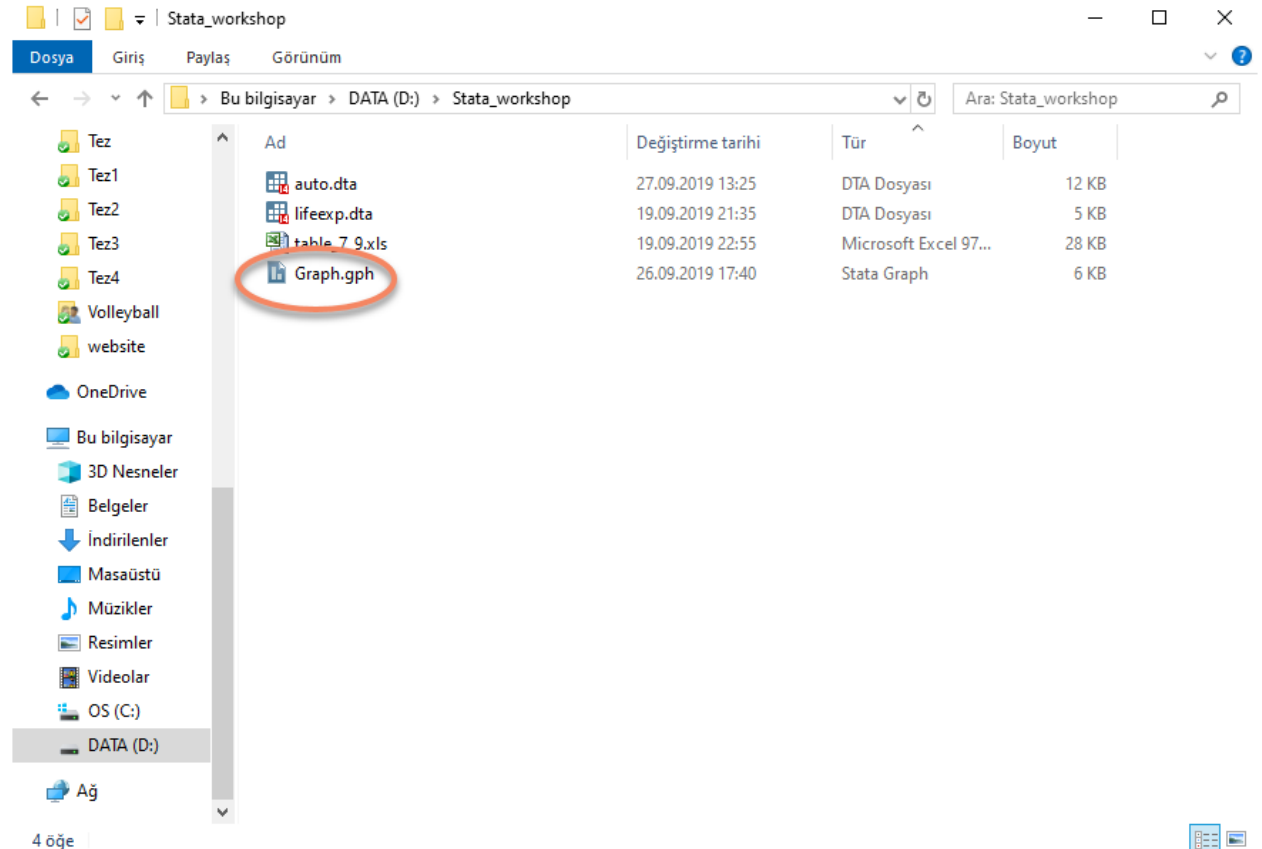 Stata_workshop
Dosya Giriş Paylaş Görünüm
Bu bilgisayar > DATA (D:) > Stata_workshop
Ara: Stata_workshop
Ad Değiştirme tarihi Tür Boyut
auto.dta 27.09.2019 13:25 DTA Dosyası 12 KB
lifeexp.dta 19.09.2019 21:35 DTA Dosyası 5 KB
table_7_9.xls 19.09.2019 22:55 Microsoft Excel 97... 28 KB
Graph.gph 26.09.2019 17:40 Stata Graph 6 KB
Tez
Tez1
Tez2
Tez3
Tez4
Volleyball
website
OneDrive
Bu bilgisayar
3D Nesneler
Belgeler
İndirilenler
Masaüstü
Müzikler
Resimler
Videolar
OS (C:)
DATA (D:)
Ağ
4 öğe